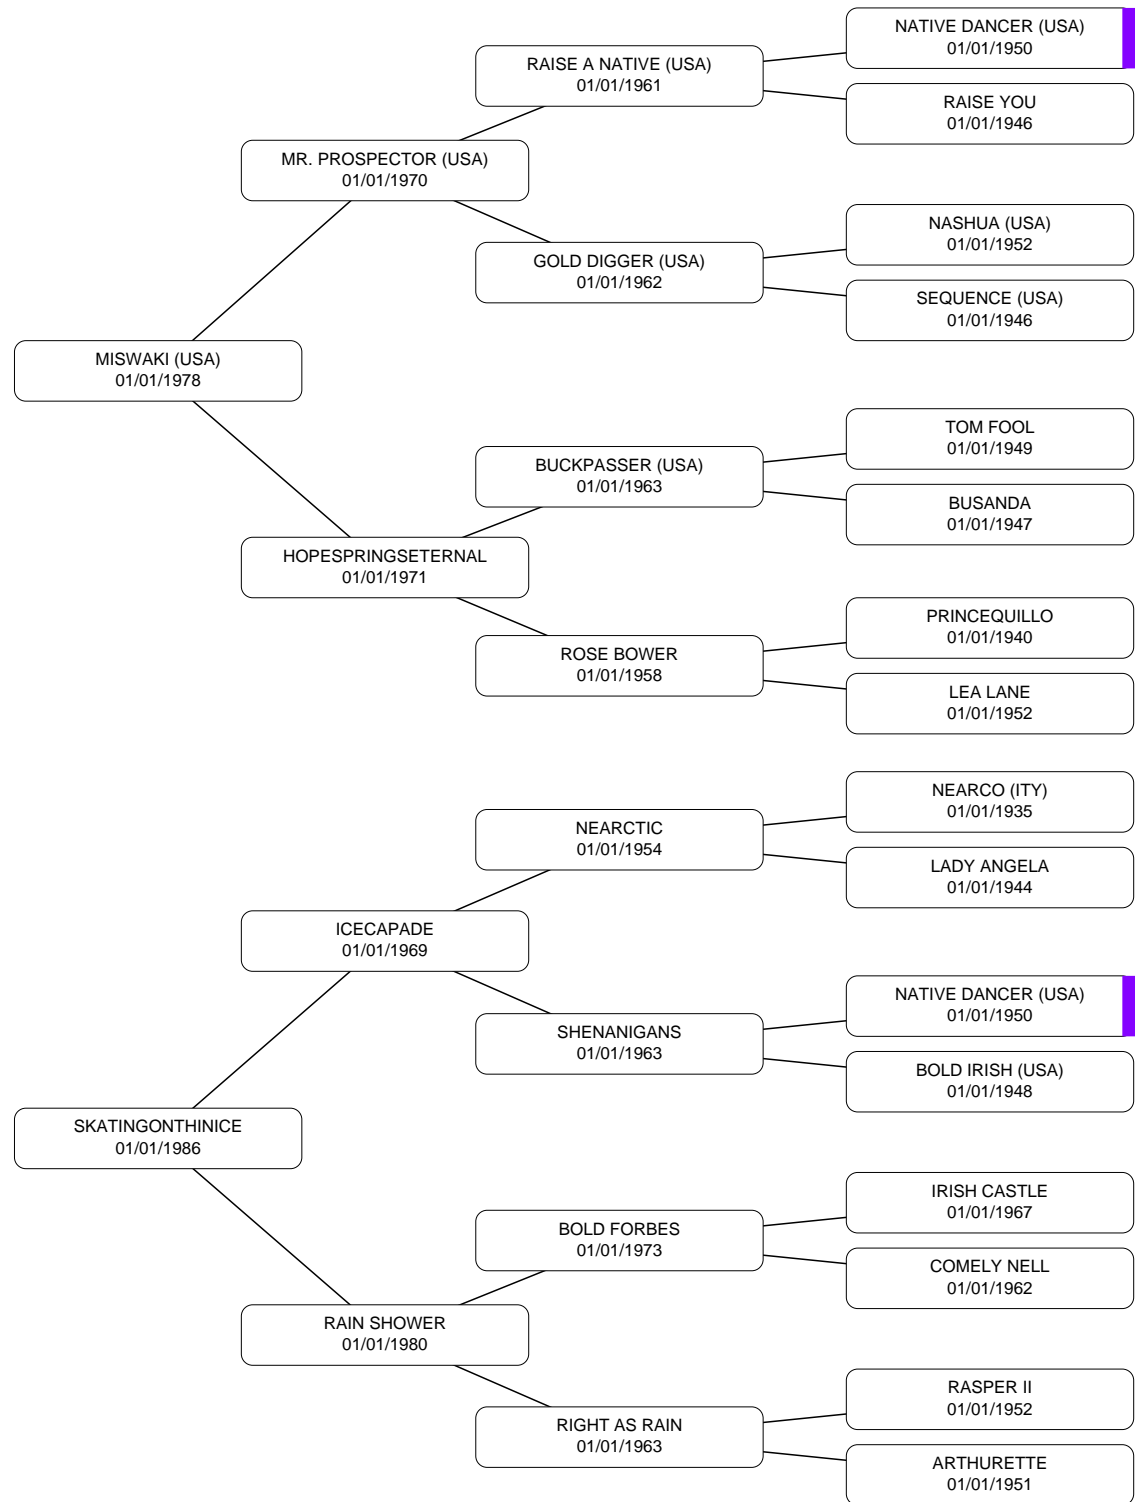 NATIVE DANCER (USA)
01/01/1950
RAISE A NATIVE (USA)
01/01/1961
RAISE YOU
01/01/1946
MR. PROSPECTOR (USA)
01/01/1970
NASHUA (USA)
01/01/1952
GOLD DIGGER (USA)
01/01/1962
SEQUENCE (USA)
01/01/1946
MISWAKI (USA)
01/01/1978
TOM FOOL
01/01/1949
BUCKPASSER (USA)
01/01/1963
BUSANDA
01/01/1947
HOPESPRINGSETERNAL
01/01/1971
PRINCEQUILLO
01/01/1940
ROSE BOWER
01/01/1958
LEA LANE
01/01/1952
NEARCO (ITY)
01/01/1935
NEARCTIC
01/01/1954
LADY ANGELA
01/01/1944
ICECAPADE
01/01/1969
NATIVE DANCER (USA)
01/01/1950
SHENANIGANS
01/01/1963
BOLD IRISH (USA)
01/01/1948
SKATINGONTHINICE
01/01/1986
IRISH CASTLE
01/01/1967
BOLD FORBES
01/01/1973
COMELY NELL
01/01/1962
RAIN SHOWER
01/01/1980
RASPER II
01/01/1952
RIGHT AS RAIN
01/01/1963
ARTHURETTE
01/01/1951